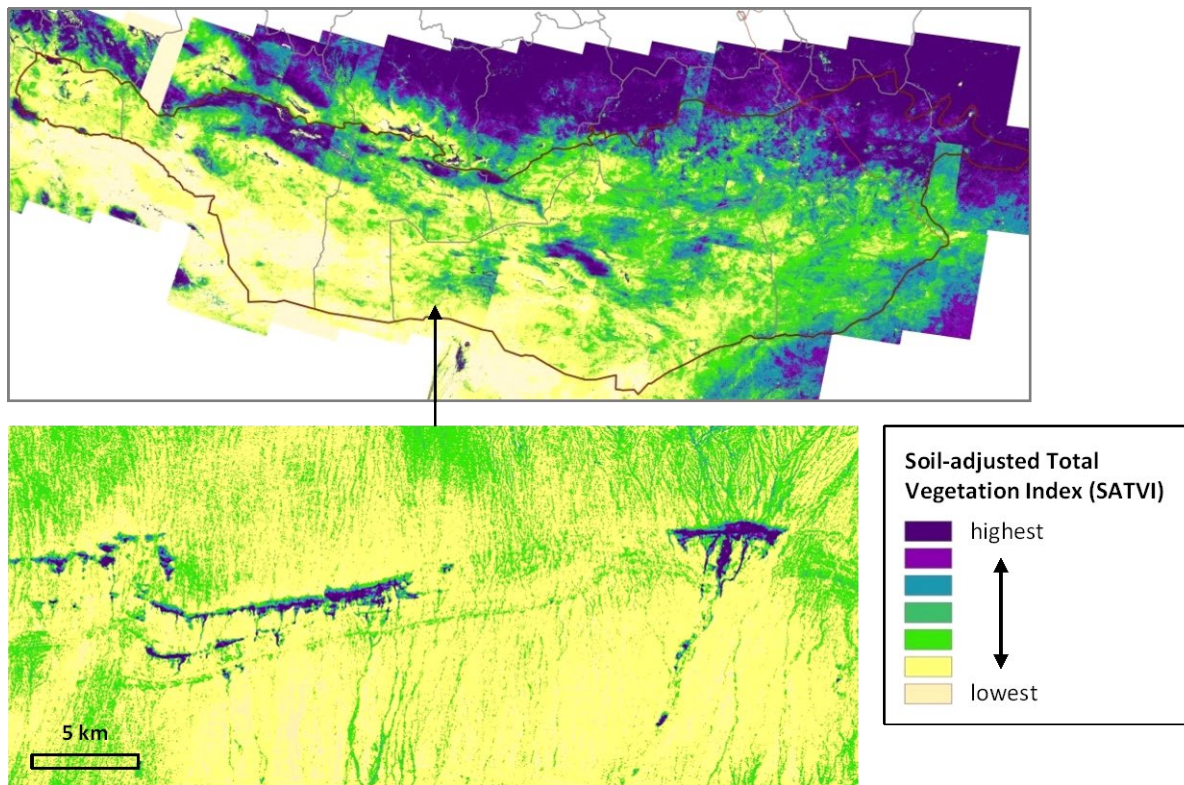 5 km
Soil-adjusted Total
Vegetation Index (SATVI)
highest
lowest